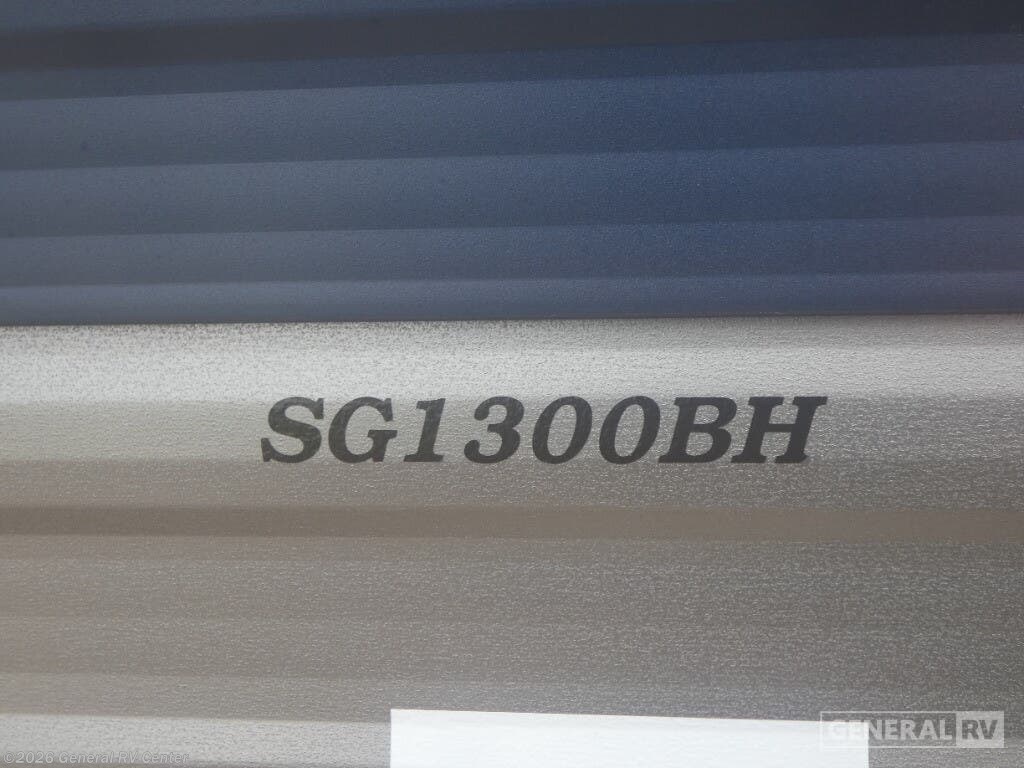 SG1300BH
GENERAL RV
©2026 General RV Center